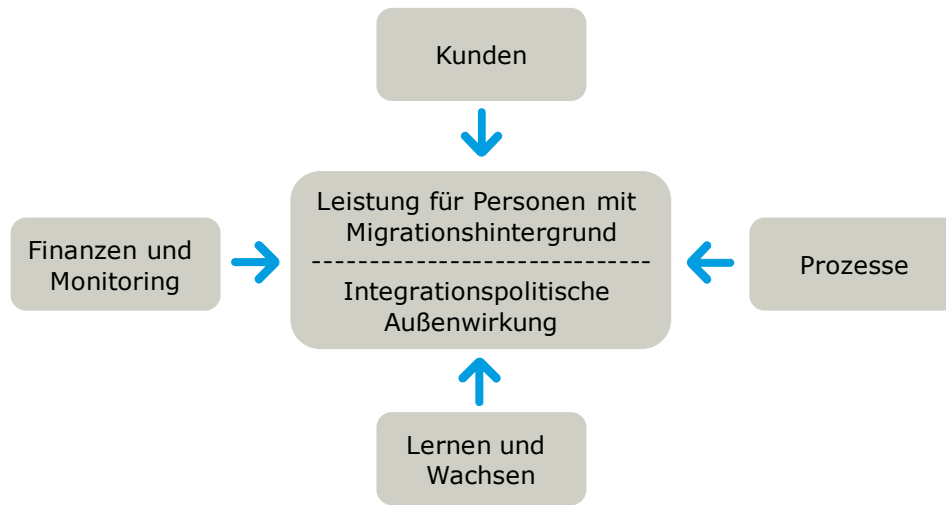 Kunden
Leistung für Personen mit
Migrationshintergrund
Integrationspolitische
Außenwirkung
Finanzen und
Monitoring
Prozesse
Lernen und
Wachsen